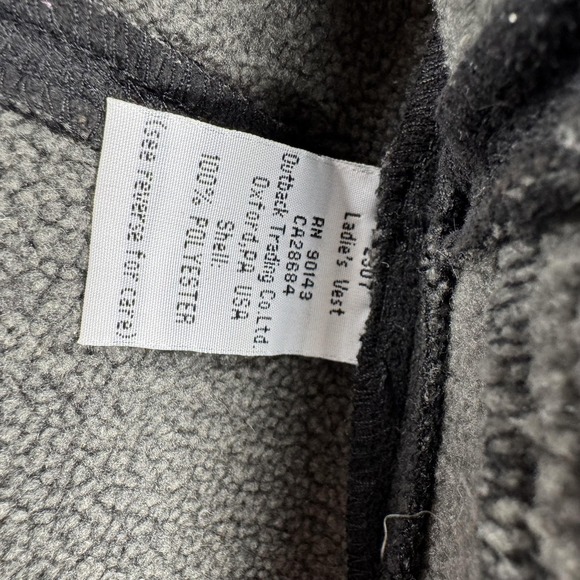 Ladie's Vest
RN 90143
CA28684
Outback Trading Co.Ltd.
Oxford,PA USA
Shell:
100% POLYESTER
(see reverse for care)